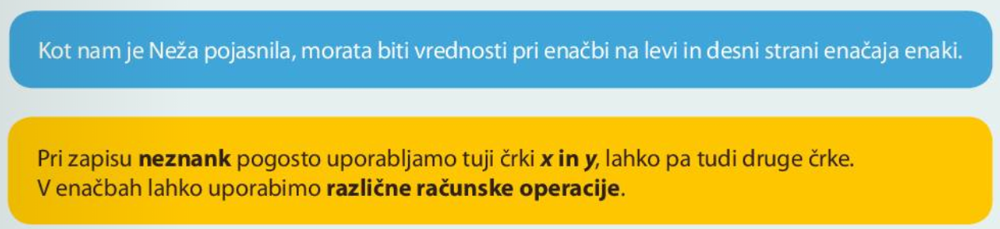 Kot nam je Neža pojasnila, morata biti vrednosti pri enačbi na levi in desni strani enačaja enaki.
Pri zapisu neznank pogosto uporabljamo tuji črki x in y, lahko pa tudi druge črke.
V enačbah lahko uporabimo različne računske operacije.